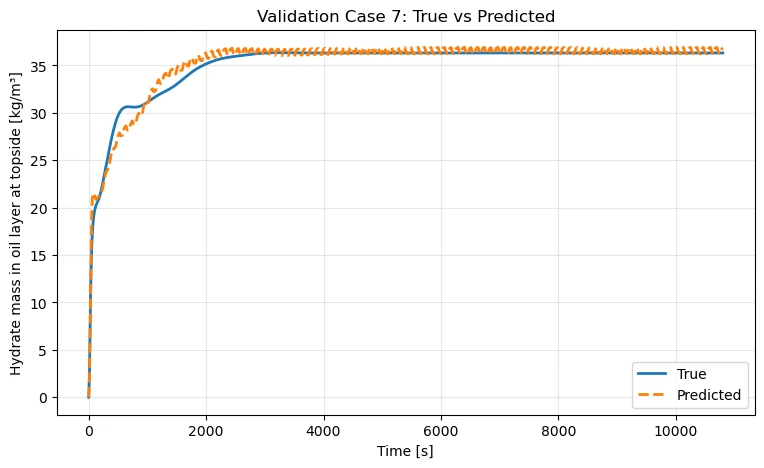 Validation Case 7: True vs Predicted
Hydrate mass in oil layer at topside [kg/m³]
35
30
25
20
15
10
5
0
True
Predicted
0
2000
4000
6000
8000
10000
Time [s]